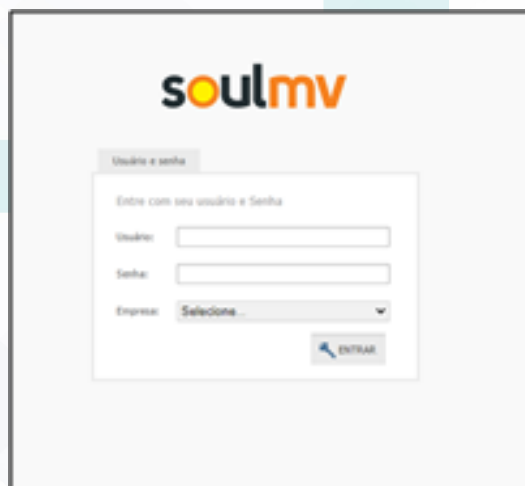 soulmv
Usuário e senha
Entre com seu usuário e Senha
Usuário:
Senha:
Empresa: Selecione...
ENTRAR